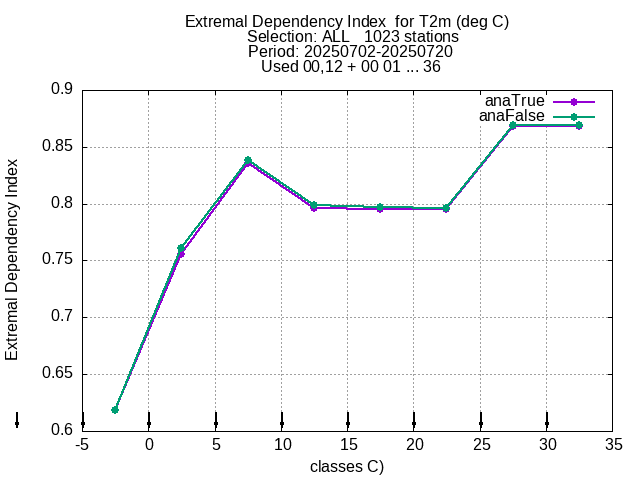 Extremal Dependency Index  for T2m (deg C)
Selection: ALL   1023 stations
Period: 20250702-20250720
Used 00,12 + 00 01 ... 36
anaTrue
anaFalse
Extremal Dependency Index
0.9
0.85
0.8
0.75
0.7
0.65
0.6
-5 0 5 10 15 20 25 30 35
classes C)